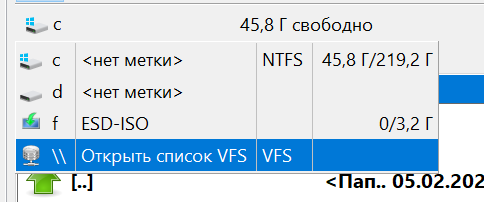 c 45,8 Г свободно
c <нет метки> NTFS 45,8 Г/219,2 Г
d <нет метки>
f ESD-ISO 0/3,2 Г
\\ Открыть список VFS VFS
[..] <Пап.. 05.02.202